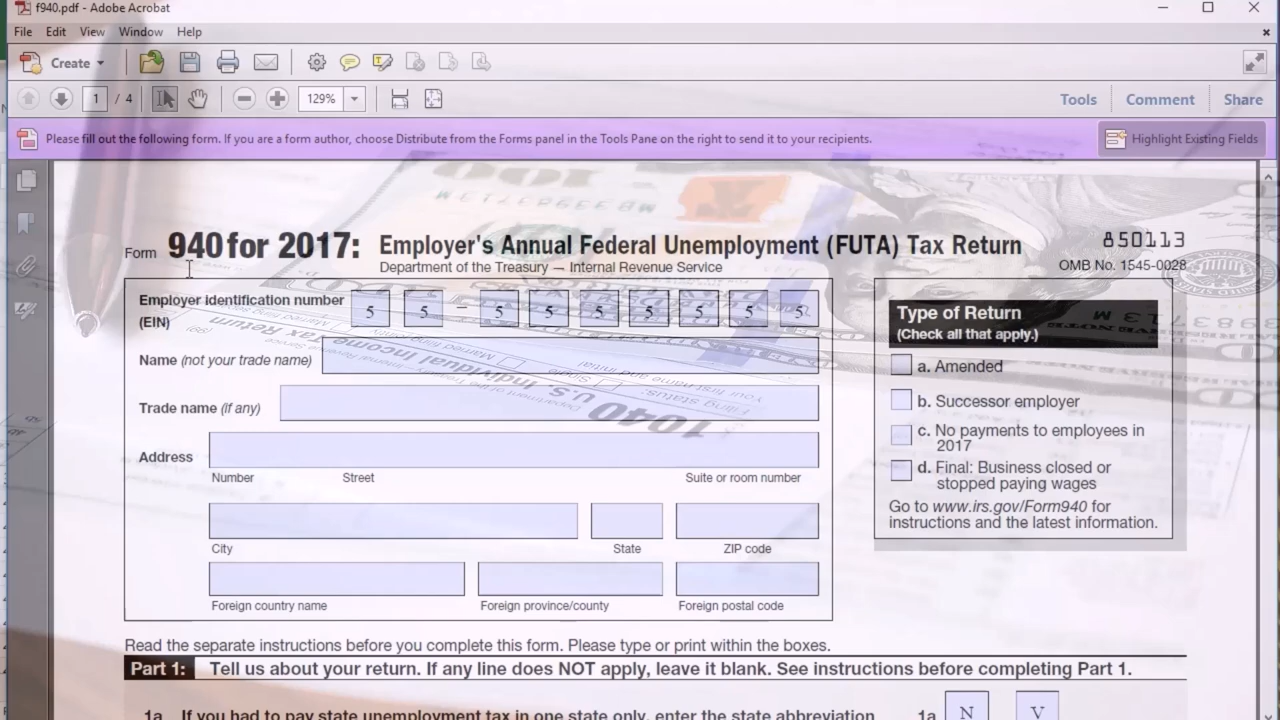 f940.pdf - Adobe Acrobat
File Edit View Window Help
Create
1 / 4 129% Tools Comment Share
Please fill out the following form. If you are a form author, choose Distribute from the Forms panel in the Tools Pane on the right to send it to your recipients. Highlight Existing Fields
Form 940 for 2017: Employer's Annual Federal Unemployment (FUTA) Tax Return
Department of the Treasury — Internal Revenue Service
850113
OMB No. 1545-0028
Employer identification number
(EIN)
5 5 – 5 5 5 5 5 5 5
Name (not your trade name)
Trade name (if any)
Address
Number Street Suite or room number
City State ZIP code
Foreign country name Foreign province/county Foreign postal code
Type of Return
(Check all that apply.)
a. Amended
b. Successor employer
c. No payments to employees in
2017
d. Final: Business closed or
stopped paying wages
Go to www.irs.gov/Form940 for
instructions and the latest information.
Read the separate instructions before you complete this form. Please type or print within the boxes.
Part 1: Tell us about your return. If any line does NOT apply, leave it blank. See instructions before completing Part 1.
1a If you had to pay state unemployment tax in one state only, enter the state abbreviation 1a N V
100
1040 U.S. Individual Income Tax Return